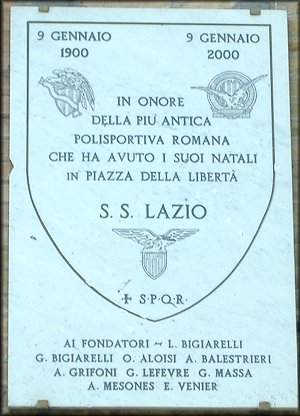 9 GENNAIO 9 GENNAIO
1900 2000
IN ONORE
DELLA PIÙ ANTICA
POLISPORTIVA ROMANA
CHE HA AVUTO I SUOI NATALI
IN PIAZZA DELLA LIBERTÀ
S. S. LAZIO
S.P.Q.R.
AI FONDATORI ~ L. BIGIARELLI
G. BIGIARELLI O. ALOISI A. BALESTRIERI
A. GRIFONI G. LEFEVRE G. MASSA
A. MESONES E. VENIER